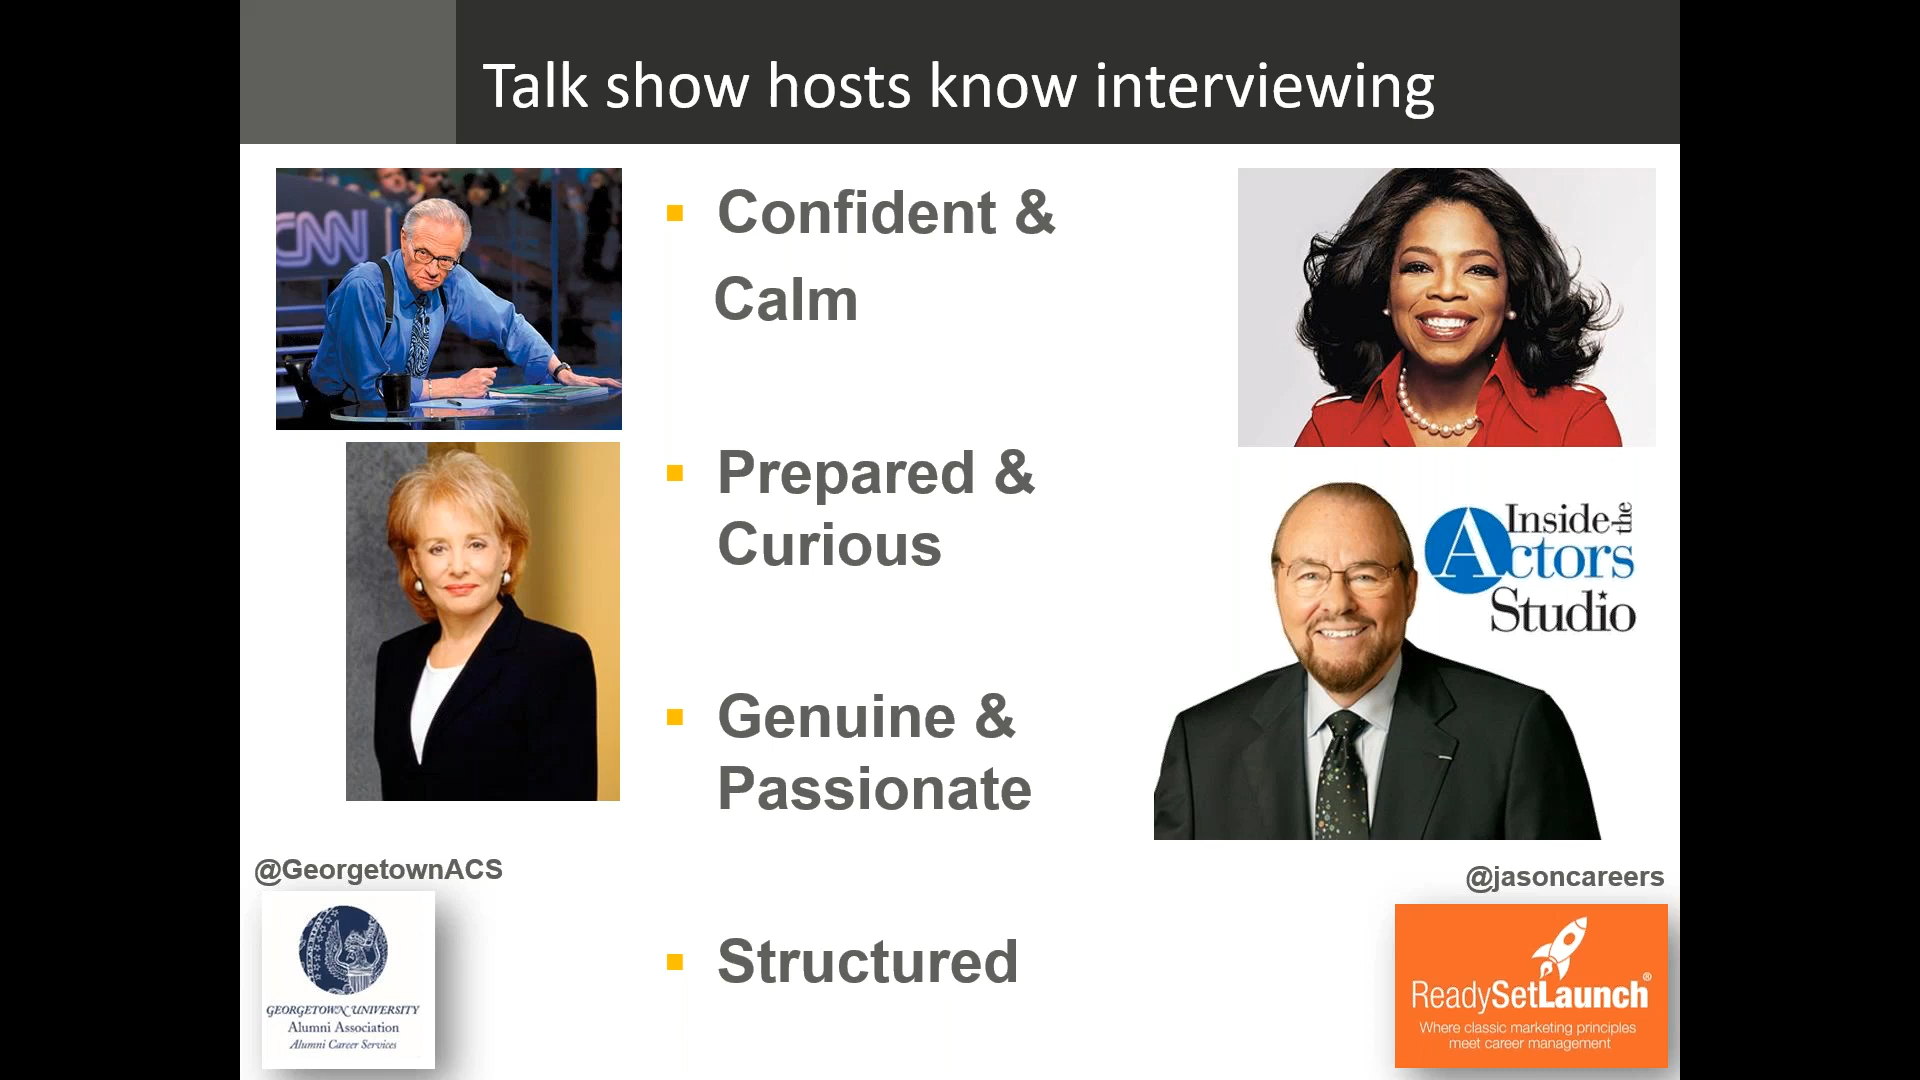 Talk show hosts know interviewing
CNN
Confident &
Calm
Prepared &
Curious
Genuine &
Passionate
Structured
Inside the
Actors
Studio
@GeorgetownACS
GEORGETOWN UNIVERSITY
Alumni Association
Alumni Career Services
@jasoncareers
ReadySetLaunch®
Where classic marketing principles
meet career management